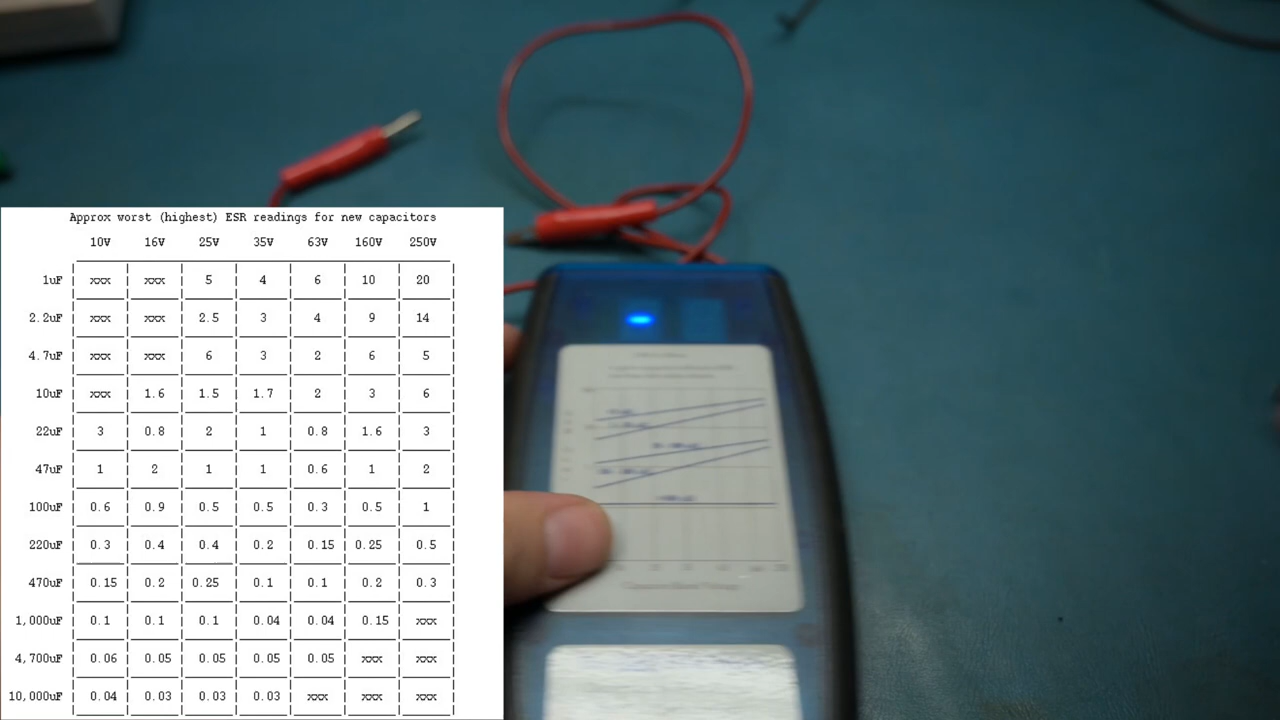 Approx worst (highest) ESR readings for new capacitors
10V 16V 25V 35V 63V 160V 250V
1uF xxx xxx 5 4 6 10 20
2.2uF xxx xxx 2.5 3 4 9 14
4.7uF xxx xxx 6 3 2 6 5
10uF xxx 1.6 1.5 1.7 2 3 6
22uF 3 0.8 2 1 0.8 1.6 3
47uF 1 2 1 1 0.6 1 2
100uF 0.6 0.9 0.5 0.5 0.3 0.5 1
220uF 0.3 0.4 0.4 0.2 0.15 0.25 0.5
470uF 0.15 0.2 0.25 0.1 0.1 0.2 0.3
1,000uF 0.1 0.1 0.1 0.04 0.04 0.15 xxx
4,700uF 0.06 0.05 0.05 0.05 0.05 xxx xxx
10,000uF 0.04 0.03 0.03 0.03 xxx xxx xxx